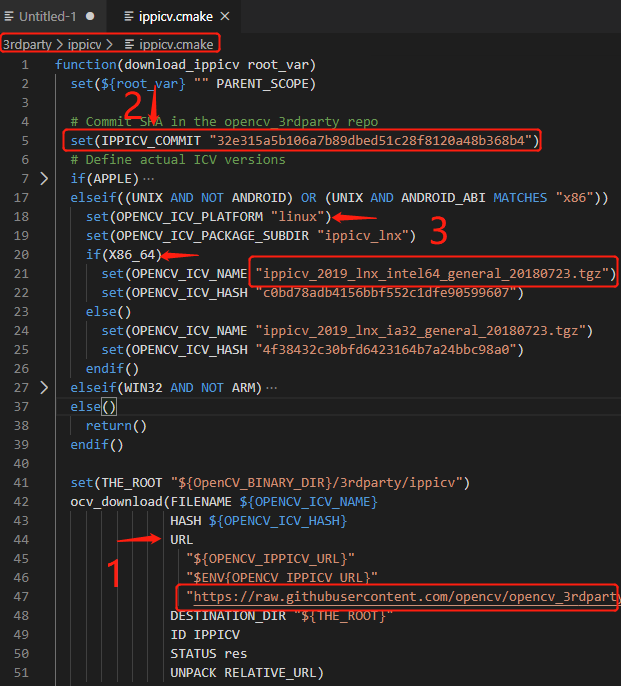 Untitled-1 ippicv.cmake
3rdparty > ippicv > ippicv.cmake
1 function(download_ippicv root_var)
2 set(${root_var} "" PARENT_SCOPE)
3
2
4 # Commit SHA in the opencv_3rdparty repo
5 set(IPPICV_COMMIT "32e315a5b106a7b89dbed51c28f8120a48b368b4")
6 # Define actual ICV versions
7 if(APPLE)…
17 elseif((UNIX AND NOT ANDROID) OR (UNIX AND ANDROID_ABI MATCHES "x86"))
18 set(OPENCV_ICV_PLATFORM "linux")
3
19 set(OPENCV_ICV_PACKAGE_SUBDIR "ippicv_lnx")
20 if(X86_64)
21 set(OPENCV_ICV_NAME "ippicv_2019_lnx_intel64_general_20180723.tgz")
22 set(OPENCV_ICV_HASH "c0bd78adb4156bbf552c1dfe90599607")
23 else()
24 set(OPENCV_ICV_NAME "ippicv_2019_lnx_ia32_general_20180723.tgz")
25 set(OPENCV_ICV_HASH "4f38432c30bfd6423164b7a24bbc98a0")
26 endif()
27 elseif(WIN32 AND NOT ARM)…
37 else()
38 return()
39 endif()
40
41 set(THE_ROOT "${OpenCV_BINARY_DIR}/3rdparty/ippicv")
42 ocv_download(FILENAME ${OPENCV_ICV_NAME}
43 HASH ${OPENCV_ICV_HASH}
44 URL
1
45 "${OPENCV_IPPICV_URL}"
46 "$ENV{OPENCV_IPPICV_URL}"
47 "https://raw.githubusercontent.com/opencv/opencv_3rdparty
48 DESTINATION_DIR "${THE_ROOT}"
49 ID IPPICV
50 STATUS res
51 UNPACK RELATIVE_URL)